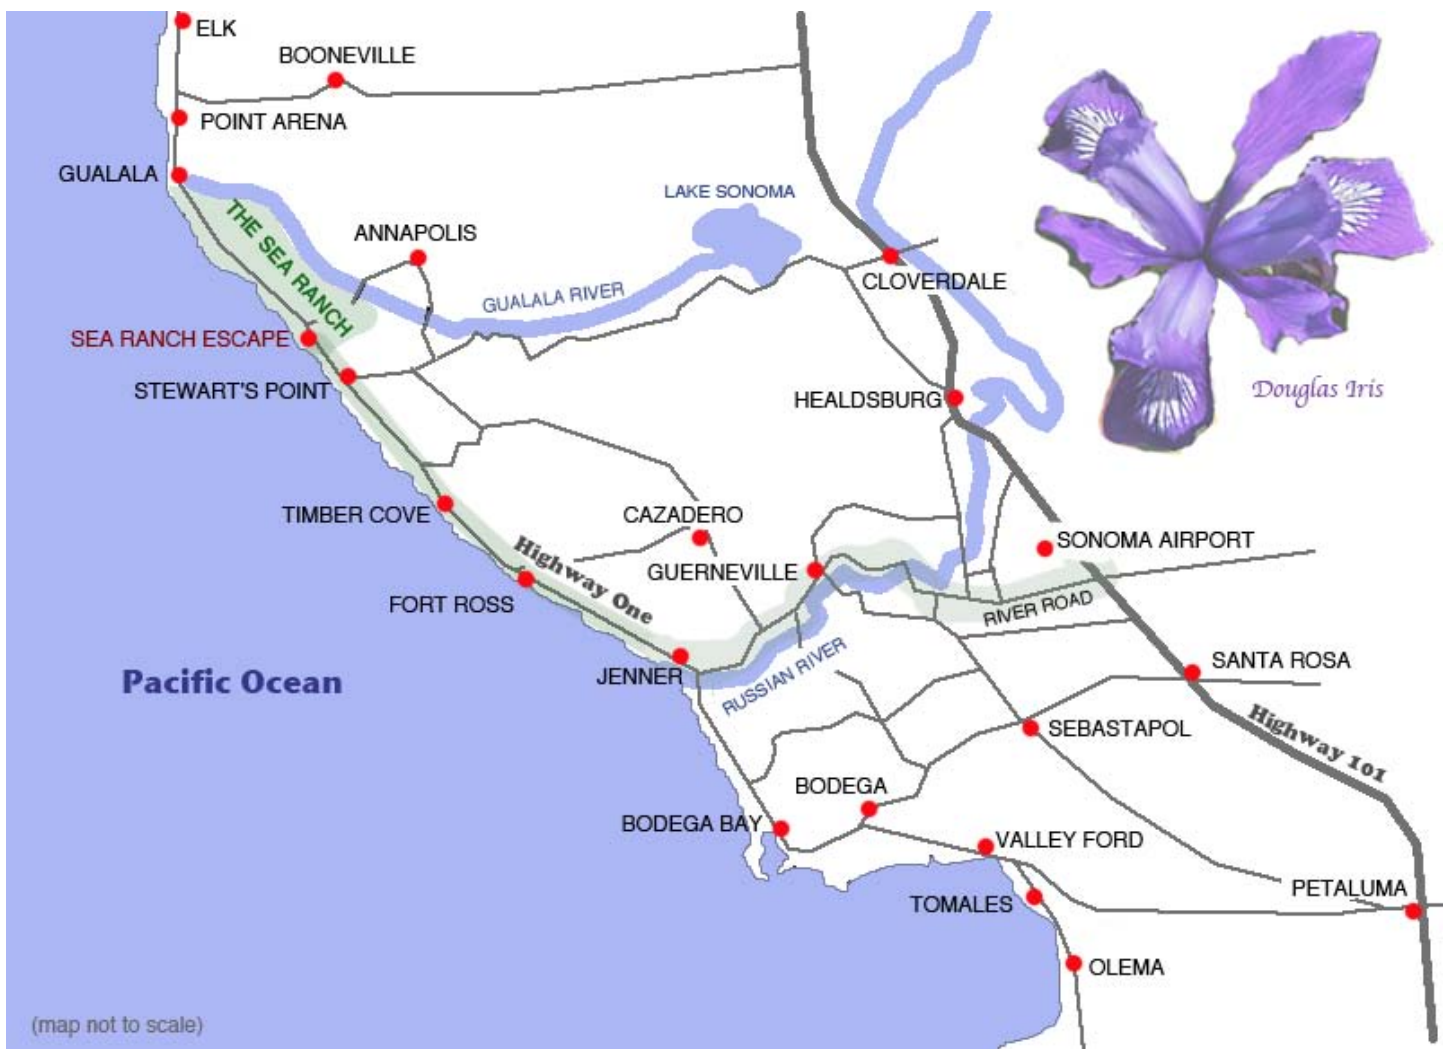 ELK
BOONEVILLE
POINT ARENA
GUALALA
LAKE SONOMA
THE SEA RANCH
ANNAPOLIS
CLOVERDALE
GUALALA RIVER
SEA RANCH ESCAPE
STEWART'S POINT
HEALDSBURG
Douglas Iris
TIMBER COVE
CAZADERO
SONOMA AIRPORT
Highway One
GUERNEVILLE
FORT ROSS
RIVER ROAD
JENNER
RUSSIAN RIVER
SANTA ROSA
Pacific Ocean
Highway 101
SEBASTAPOL
BODEGA
BODEGA BAY
VALLEY FORD
PETALUMA
TOMALES
OLEMA
(map not to scale)